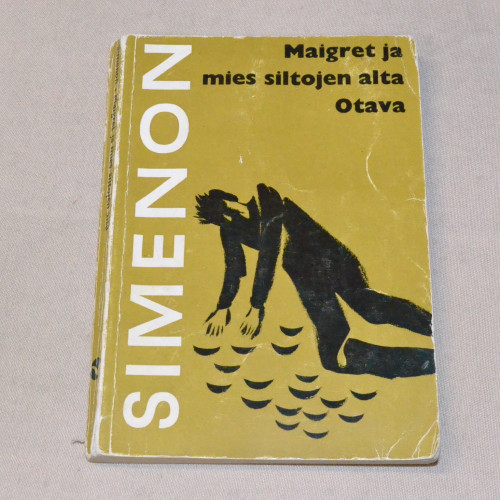 SIMENON
Maigret ja
mies siltojen alta
Otava